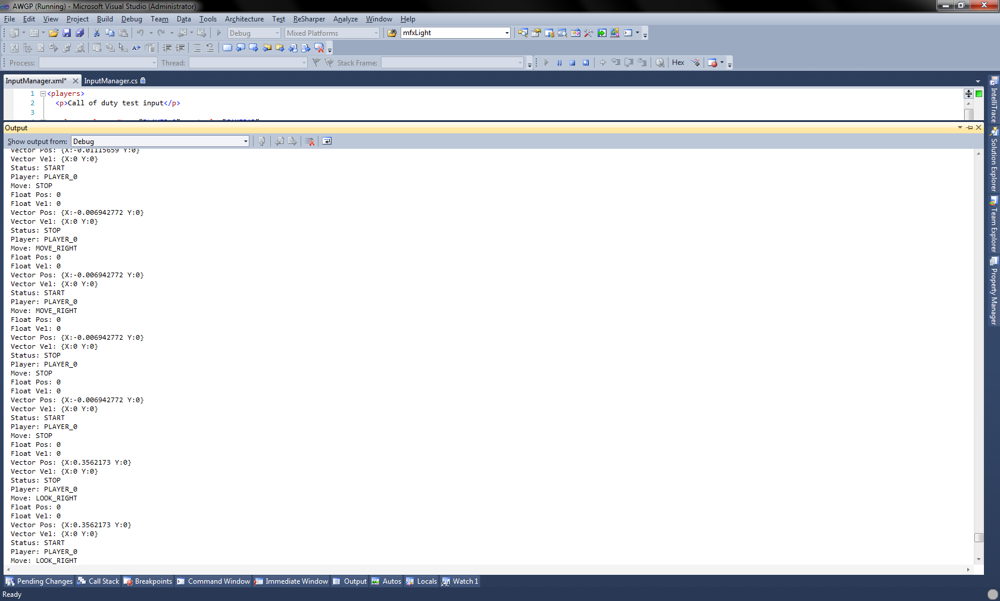 AWGP (Running) - Microsoft Visual Studio (Administrator)
File Edit View Project Build Debug Team Data Tools Architecture Test ReSharper Analyze Window Help
Debug Mixed Platforms mfxLight
Process: Thread: Stack Frame: Hex
InputManager.xml* InputManager.cs
1 <players>
2 <p>Call of duty test input</p>
3
Output
Show output from: Debug
Vector Pos: {X:-0.01115659 Y:0}
Vector Vel: {X:0 Y:0}
Status: START
Player: PLAYER_0
Move: STOP
Float Pos: 0
Float Vel: 0
Vector Pos: {X:-0.006942772 Y:0}
Vector Vel: {X:0 Y:0}
Status: STOP
Player: PLAYER_0
Move: MOVE_RIGHT
Float Pos: 0
Float Vel: 0
Vector Pos: {X:-0.006942772 Y:0}
Vector Vel: {X:0 Y:0}
Status: START
Player: PLAYER_0
Move: MOVE_RIGHT
Float Pos: 0
Float Vel: 0
Vector Pos: {X:-0.006942772 Y:0}
Vector Vel: {X:0 Y:0}
Status: STOP
Player: PLAYER_0
Move: STOP
Float Pos: 0
Float Vel: 0
Vector Pos: {X:-0.006942772 Y:0}
Vector Vel: {X:0 Y:0}
Status: START
Player: PLAYER_0
Move: STOP
Float Pos: 0
Float Vel: 0
Vector Pos: {X:0.3562173 Y:0}
Vector Vel: {X:0 Y:0}
Status: STOP
Player: PLAYER_0
Move: LOOK_RIGHT
Float Pos: 0
Float Vel: 0
Vector Pos: {X:0.3562173 Y:0}
Vector Vel: {X:0 Y:0}
Status: START
Player: PLAYER_0
Move: LOOK_RIGHT
IntelliTrace
Solution Explorer
Team Explorer
Property Manager
Pending Changes Call Stack Breakpoints Command Window Immediate Window Output Autos Locals Watch 1
Ready